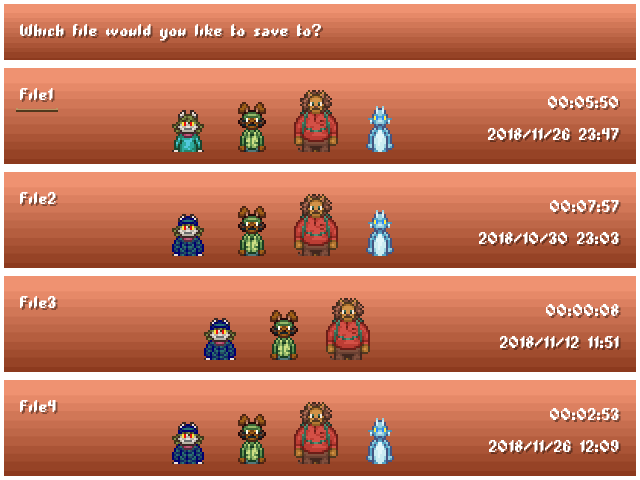 Which file would you like to save to?
File1
00:05:50
2018/11/26 23:47
File2
00:07:57
2018/10/30 23:03
File3
00:00:08
2018/11/12 11:51
File4
00:02:53
2018/11/26 12:09